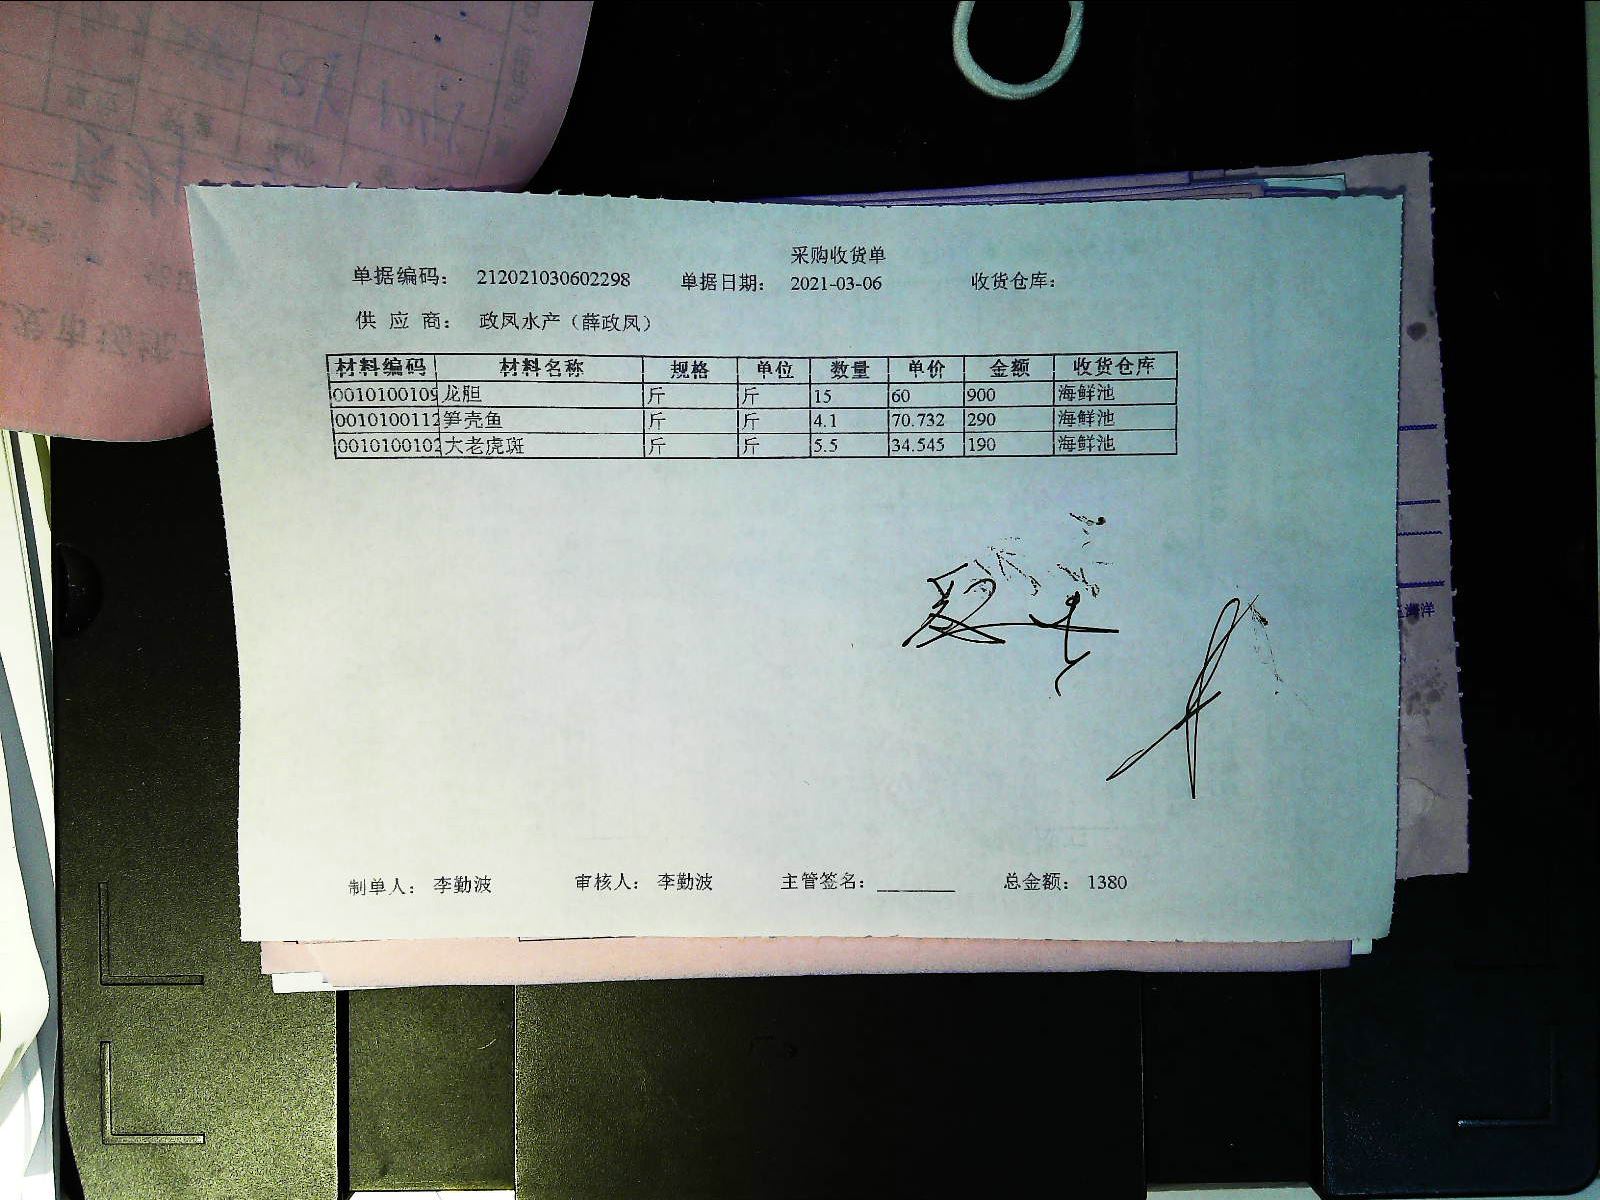 采购收货单
单据编码： 212021030602298 单据日期： 2021-03-06 收货仓库：
供 应 商： 政凤水产（薛政凤）
材料编码 材料名称 规格 单位 数量 单价 金额 收货仓库
0010100109 龙胆 斤 斤 15 60 900 海鲜池
0010100112 笋壳鱼 斤 斤 4.1 70.732 290 海鲜池
0010100102 大老虎斑 斤 斤 5.5 34.545 190 海鲜池
制单人： 李勤波 审核人： 李勤波 主管签名： 总金额： 1380